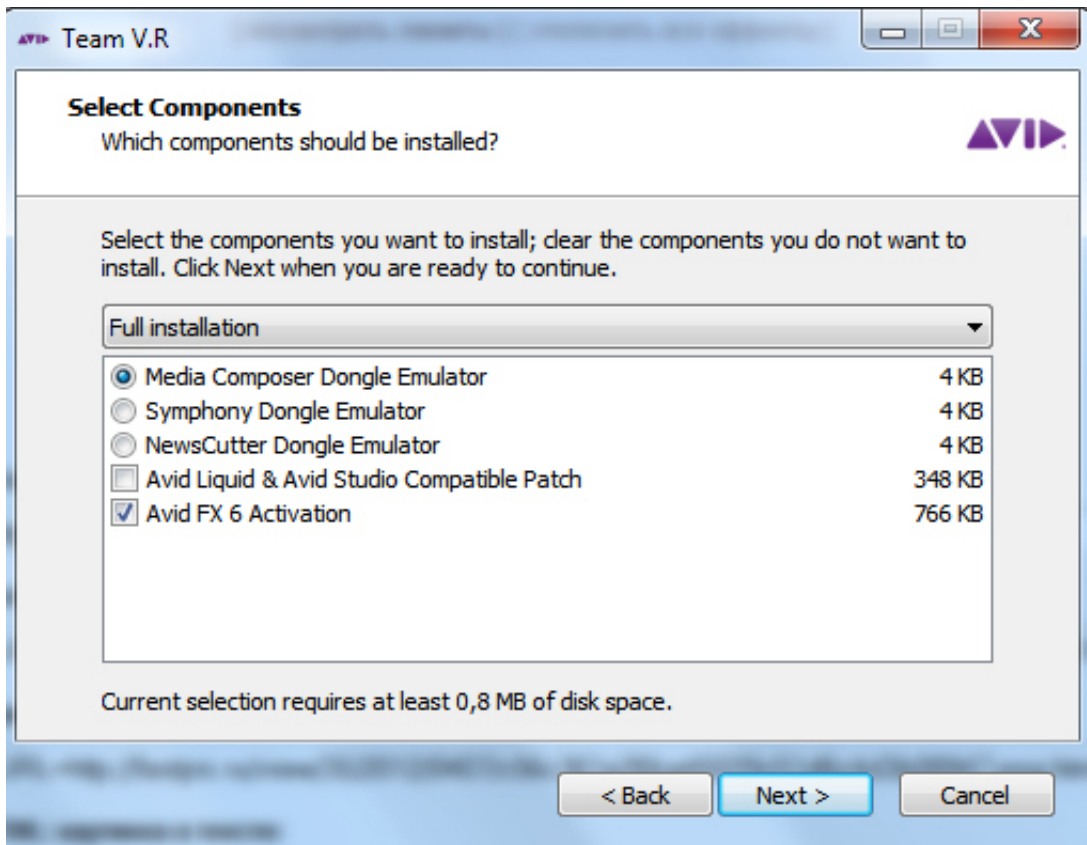 AVID Team V.R
Select Components
Which components should be installed?
AVID
Select the components you want to install; clear the components you do not want to
install. Click Next when you are ready to continue.
Full installation
Media Composer Dongle Emulator 4 KB
Symphony Dongle Emulator 4 KB
NewsCutter Dongle Emulator 4 KB
Avid Liquid & Avid Studio Compatible Patch 348 KB
Avid FX 6 Activation 766 KB
Current selection requires at least 0,8 MB of disk space.
< Back Next > Cancel